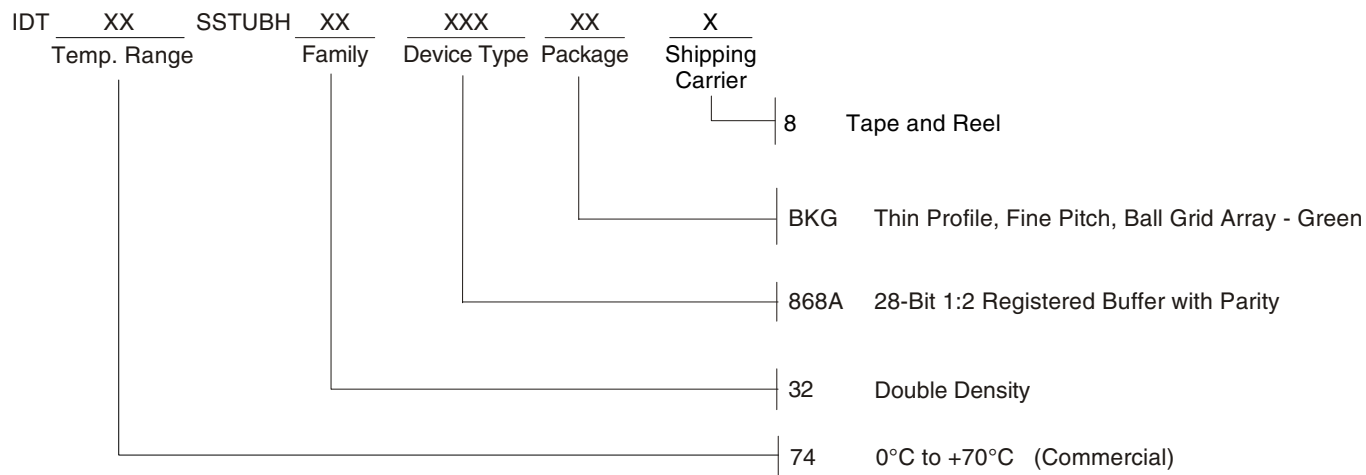 IDT XX SSTUBH XX XXX XX X
Temp. Range Family Device Type Package Shipping
Carrier
8 Tape and Reel
BKG Thin Profile, Fine Pitch, Ball Grid Array - Green
868A 28-Bit 1:2 Registered Buffer with Parity
32 Double Density
74 0°C to +70°C (Commercial)